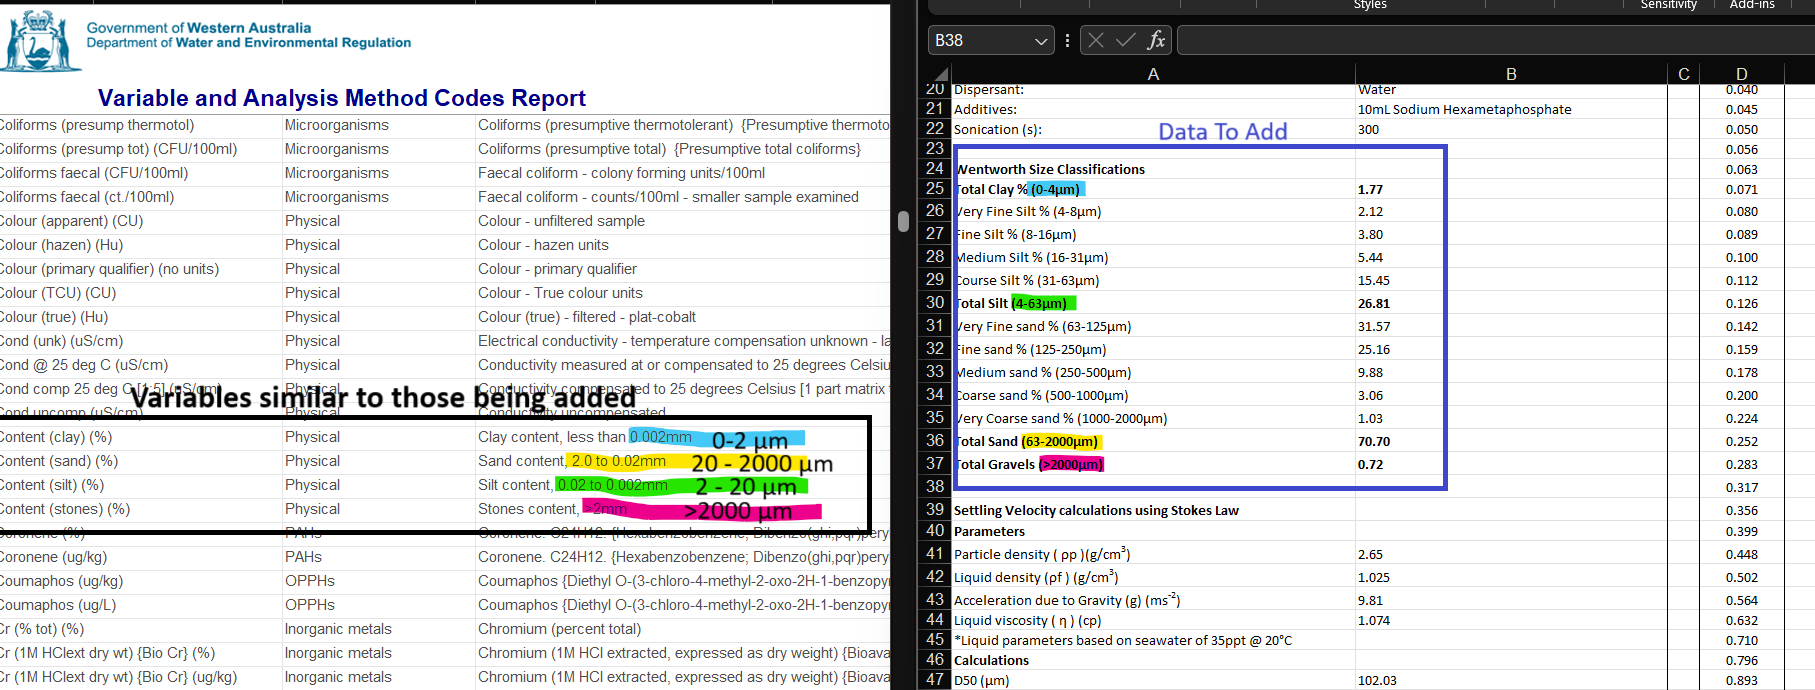 Government of Western Australia
Department of Water and Environmental Regulation
Variable and Analysis Method Codes Report
Coliforms (presump thermotol) Microorganisms Coliforms (presumptive thermotolerant) {Presumptive thermoto
Coliforms (presump tot) (CFU/100ml) Microorganisms Coliforms (presumptive total) {Presumptive total coliforms}
Coliforms faecal (CFU/100ml) Microorganisms Faecal coliform - colony forming units/100ml
Coliforms faecal (ct./100ml) Microorganisms Faecal coliform - counts/100ml - smaller sample examined
Colour (apparent) (CU) Physical Colour - unfiltered sample
Colour (hazen) (Hu) Physical Colour - hazen units
Colour (primary qualifier) (no units) Physical Colour - primary qualifier
Colour (TCU) (CU) Physical Colour - True colour units
Colour (true) (Hu) Physical Colour (true) - filtered - plat-cobalt
Cond (unk) (uS/cm) Physical Electrical conductivity - temperature compensation unknown - la
Cond @ 25 deg C (uS/cm) Physical Conductivity measured at or compensated to 25 degrees Celsiu
Cond comp 25 deg C [1:5] (uS/cm) Physical Conductivity compensated to 25 degrees Celsius [1 part matrix
Variables similar to those being added
Cond uncomp (uS/cm) Physical Conductivity uncompensated
Content (clay) (%) Physical Clay content, less than 0.002mm 0-2 µm
Content (sand) (%) Physical Sand content, 2.0 to 0.02mm 20 - 2000 µm
Content (silt) (%) Physical Silt content, 0.02 to 0.002mm 2 - 20 µm
Content (stones) (%) Physical Stones content, >2mm >2000 µm
Coronene (%) PAHs Coronene. C24H12. {Hexabenzobenzene; Dibenzo(ghi,pqr)pery
Coronene (ug/kg) PAHs Coronene. C24H12. {Hexabenzobenzene; Dibenzo(ghi,pqr)pery
Coumaphos (ug/kg) OPPHs Coumaphos {Diethyl O-(3-chloro-4-methyl-2-oxo-2H-1-benzopy
Coumaphos (ug/L) OPPHs Coumaphos {Diethyl O-(3-chloro-4-methyl-2-oxo-2H-1-benzopy
Cr (% tot) (%) Inorganic metals Chromium (percent total)
Cr (1M HClext dry wt) {Bio Cr} (%) Inorganic metals Chromium (1M HCl extracted, expressed as dry weight) {Bioava
Cr (1M HClext dry wt) {Bio Cr} (ug/kg) Inorganic metals Chromium (1M HCl extracted, expressed as dry weight) {Bioava
Styles Sensitivity Add-ins
B38 fx
A B C D
20 Dispersant: Water 0.040
21 Additives: 10mL Sodium Hexametaphosphate 0.045
22 Sonication (s): 300 0.050
Data To Add
23 0.056
24 Wentworth Size Classifications 0.063
25 Total Clay % (0-4µm) 1.77 0.071
26 Very Fine Silt % (4-8µm) 2.12 0.080
27 Fine Silt % (8-16µm) 3.80 0.089
28 Medium Silt % (16-31µm) 5.44 0.100
29 Course Silt % (31-63µm) 15.45 0.112
30 Total Silt (4-63µm) 26.81 0.126
31 Very Fine sand % (63-125µm) 31.57 0.142
32 Fine sand % (125-250µm) 25.16 0.159
33 Medium sand % (250-500µm) 9.88 0.178
34 Coarse sand % (500-1000µm) 3.06 0.200
35 Very Coarse sand % (1000-2000µm) 1.03 0.224
36 Total Sand (63-2000µm) 70.70 0.252
37 Total Gravels (>2000µm) 0.72 0.283
38 0.317
39 Settling Velocity calculations using Stokes Law 0.356
40 Parameters 0.399
41 Particle density ( ρp )(g/cm³) 2.65 0.448
42 Liquid density (ρf ) (g/cm³) 1.025 0.502
43 Acceleration due to Gravity (g) (ms⁻²) 9.81 0.564
44 Liquid viscosity ( η ) (cp) 1.074 0.632
45 *Liquid parameters based on seawater of 35ppt @ 20°C 0.710
46 Calculations 0.796
47 D50 (µm) 102.03 0.893